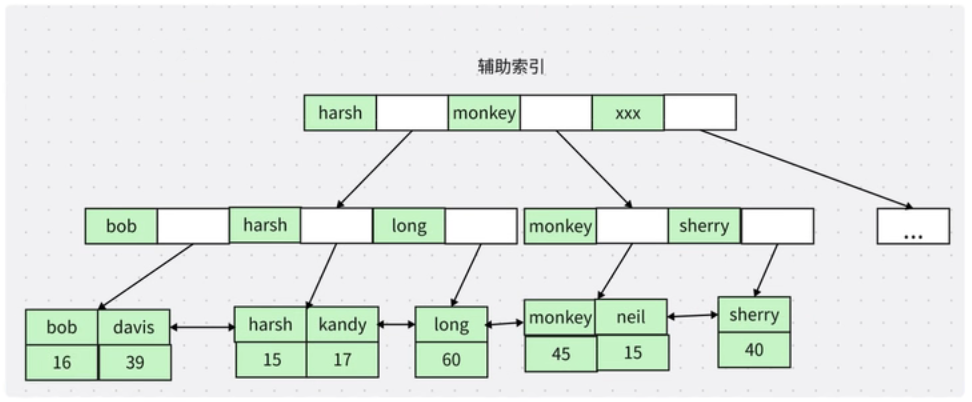 辅助索引
harsh monkey xxx
bob harsh long monkey sherry ...
bob davis harsh kandy long monkey neil sherry
16 39 15 17 60 45 15 40